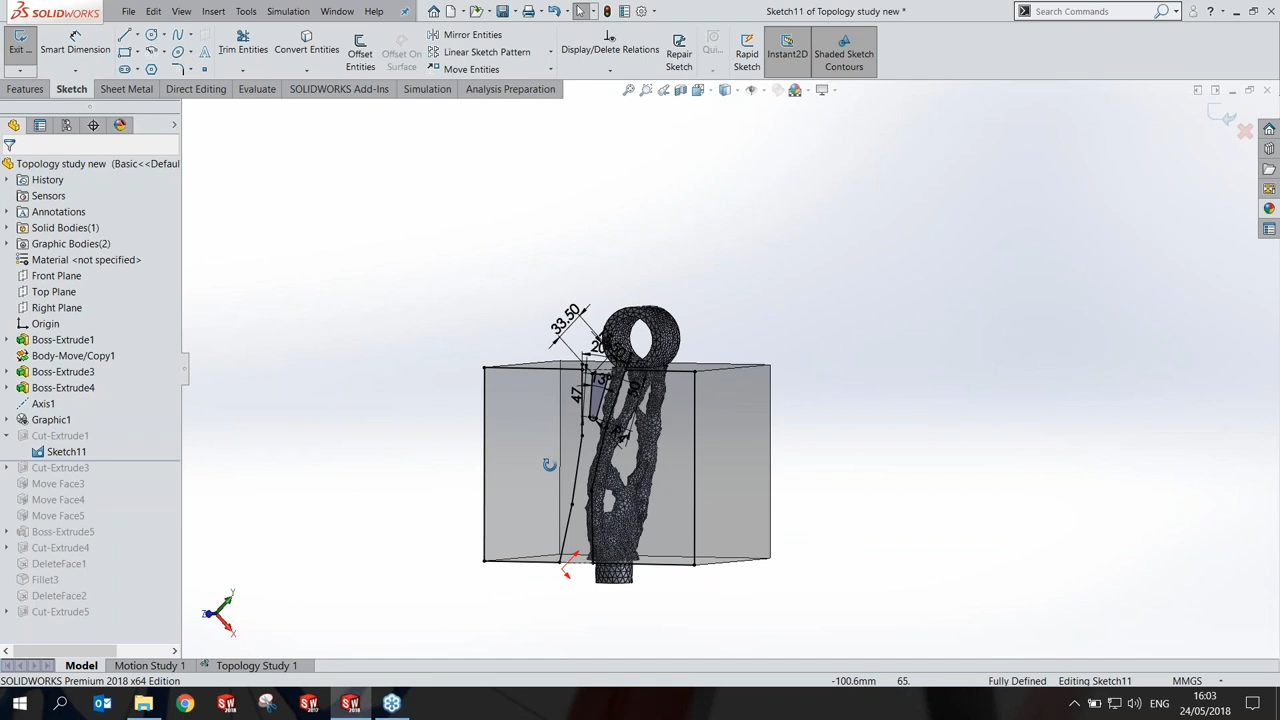 SOLIDWORKS
File Edit View Insert Tools Simulation Window Help
Sketch11 of Topology study new *
Search Commands
Exit ...
Smart Dimension
Trim Entities
Convert Entities
Offset Entities
Offset On Surface
Mirror Entities
Linear Sketch Pattern
Move Entities
Display/Delete Relations
Repair Sketch
Qui...
Rapid Sketch
Instant2D
Shaded Sketch Contours
Features Sketch Sheet Metal Direct Editing Evaluate SOLIDWORKS Add-Ins Simulation Analysis Preparation
Topology study new (Basic<<Defaul
History
Sensors
Annotations
Solid Bodies(1)
Graphic Bodies(2)
Material <not specified>
Front Plane
Top Plane
Right Plane
Origin
Boss-Extrude1
Body-Move/Copy1
Boss-Extrude3
Boss-Extrude4
Axis1
Graphic1
Cut-Extrude1
Sketch11
Cut-Extrude3
Move Face3
Move Face4
Move Face5
Boss-Extrude5
Cut-Extrude4
DeleteFace1
Fillet3
DeleteFace2
Cut-Extrude5
33.50
47
13°
Y
X
Z
Model Motion Study 1 Topology Study 1
SOLIDWORKS Premium 2018 x64 Edition
-100.6mm 65. Fully Defined Editing Sketch11 MMGS
2018 2017 2018
ENG
16:03
24/05/2018